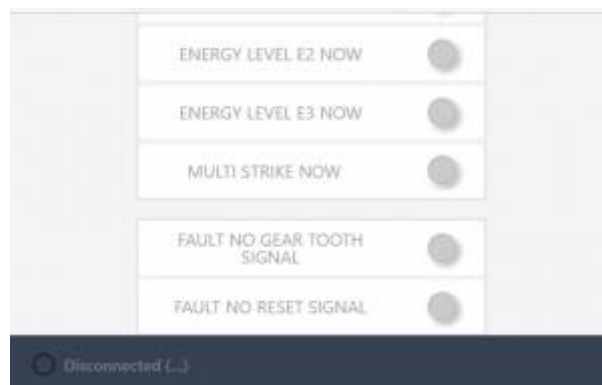 ENERGY LEVEL E2 NOW
ENERGY LEVEL E3 NOW
MULTI STRIKE NOW
FAULT NO GEAR TOOTH
SIGNAL
FAULT NO RESET SIGNAL
Disconnected (...)